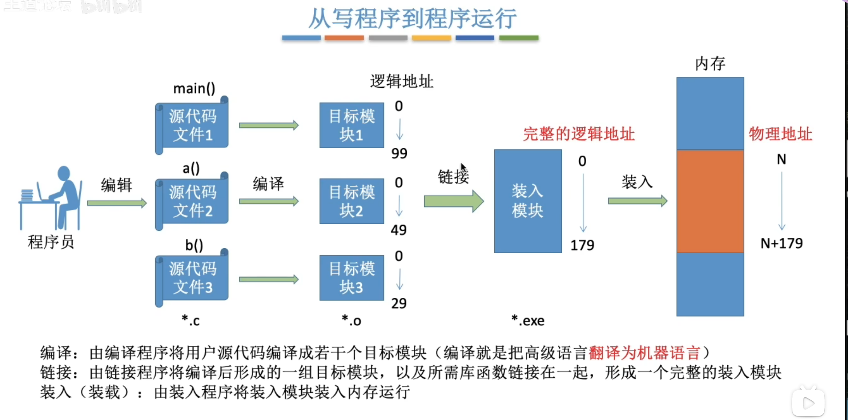 从写程序到程序运行
内存
逻辑地址
main()
源代码
文件1
目标模
块1
0
99
完整的逻辑地址
物理地址
a()
编辑
源代码
文件2
编译
目标模
块2
0
49
链接
装入
模块
0
179
装入
N
N+179
程序员
b()
源代码
文件3
目标模
块3
0
29
*.c
*.o
*.exe
编译：由编译程序将用户源代码编译成若干个目标模块（编译就是把高级语言翻译为机器语言）
链接：由链接程序将编译后形成的一组目标模块，以及所需库函数链接在一起，形成一个完整的装入模块
装入（装载）：由装入程序将装入模块装入内存运行